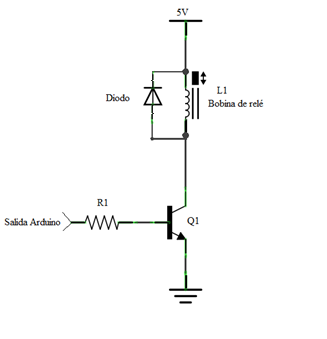 5V
Diodo
L1
Bobina de relé
R1
Salida Arduino
Q1